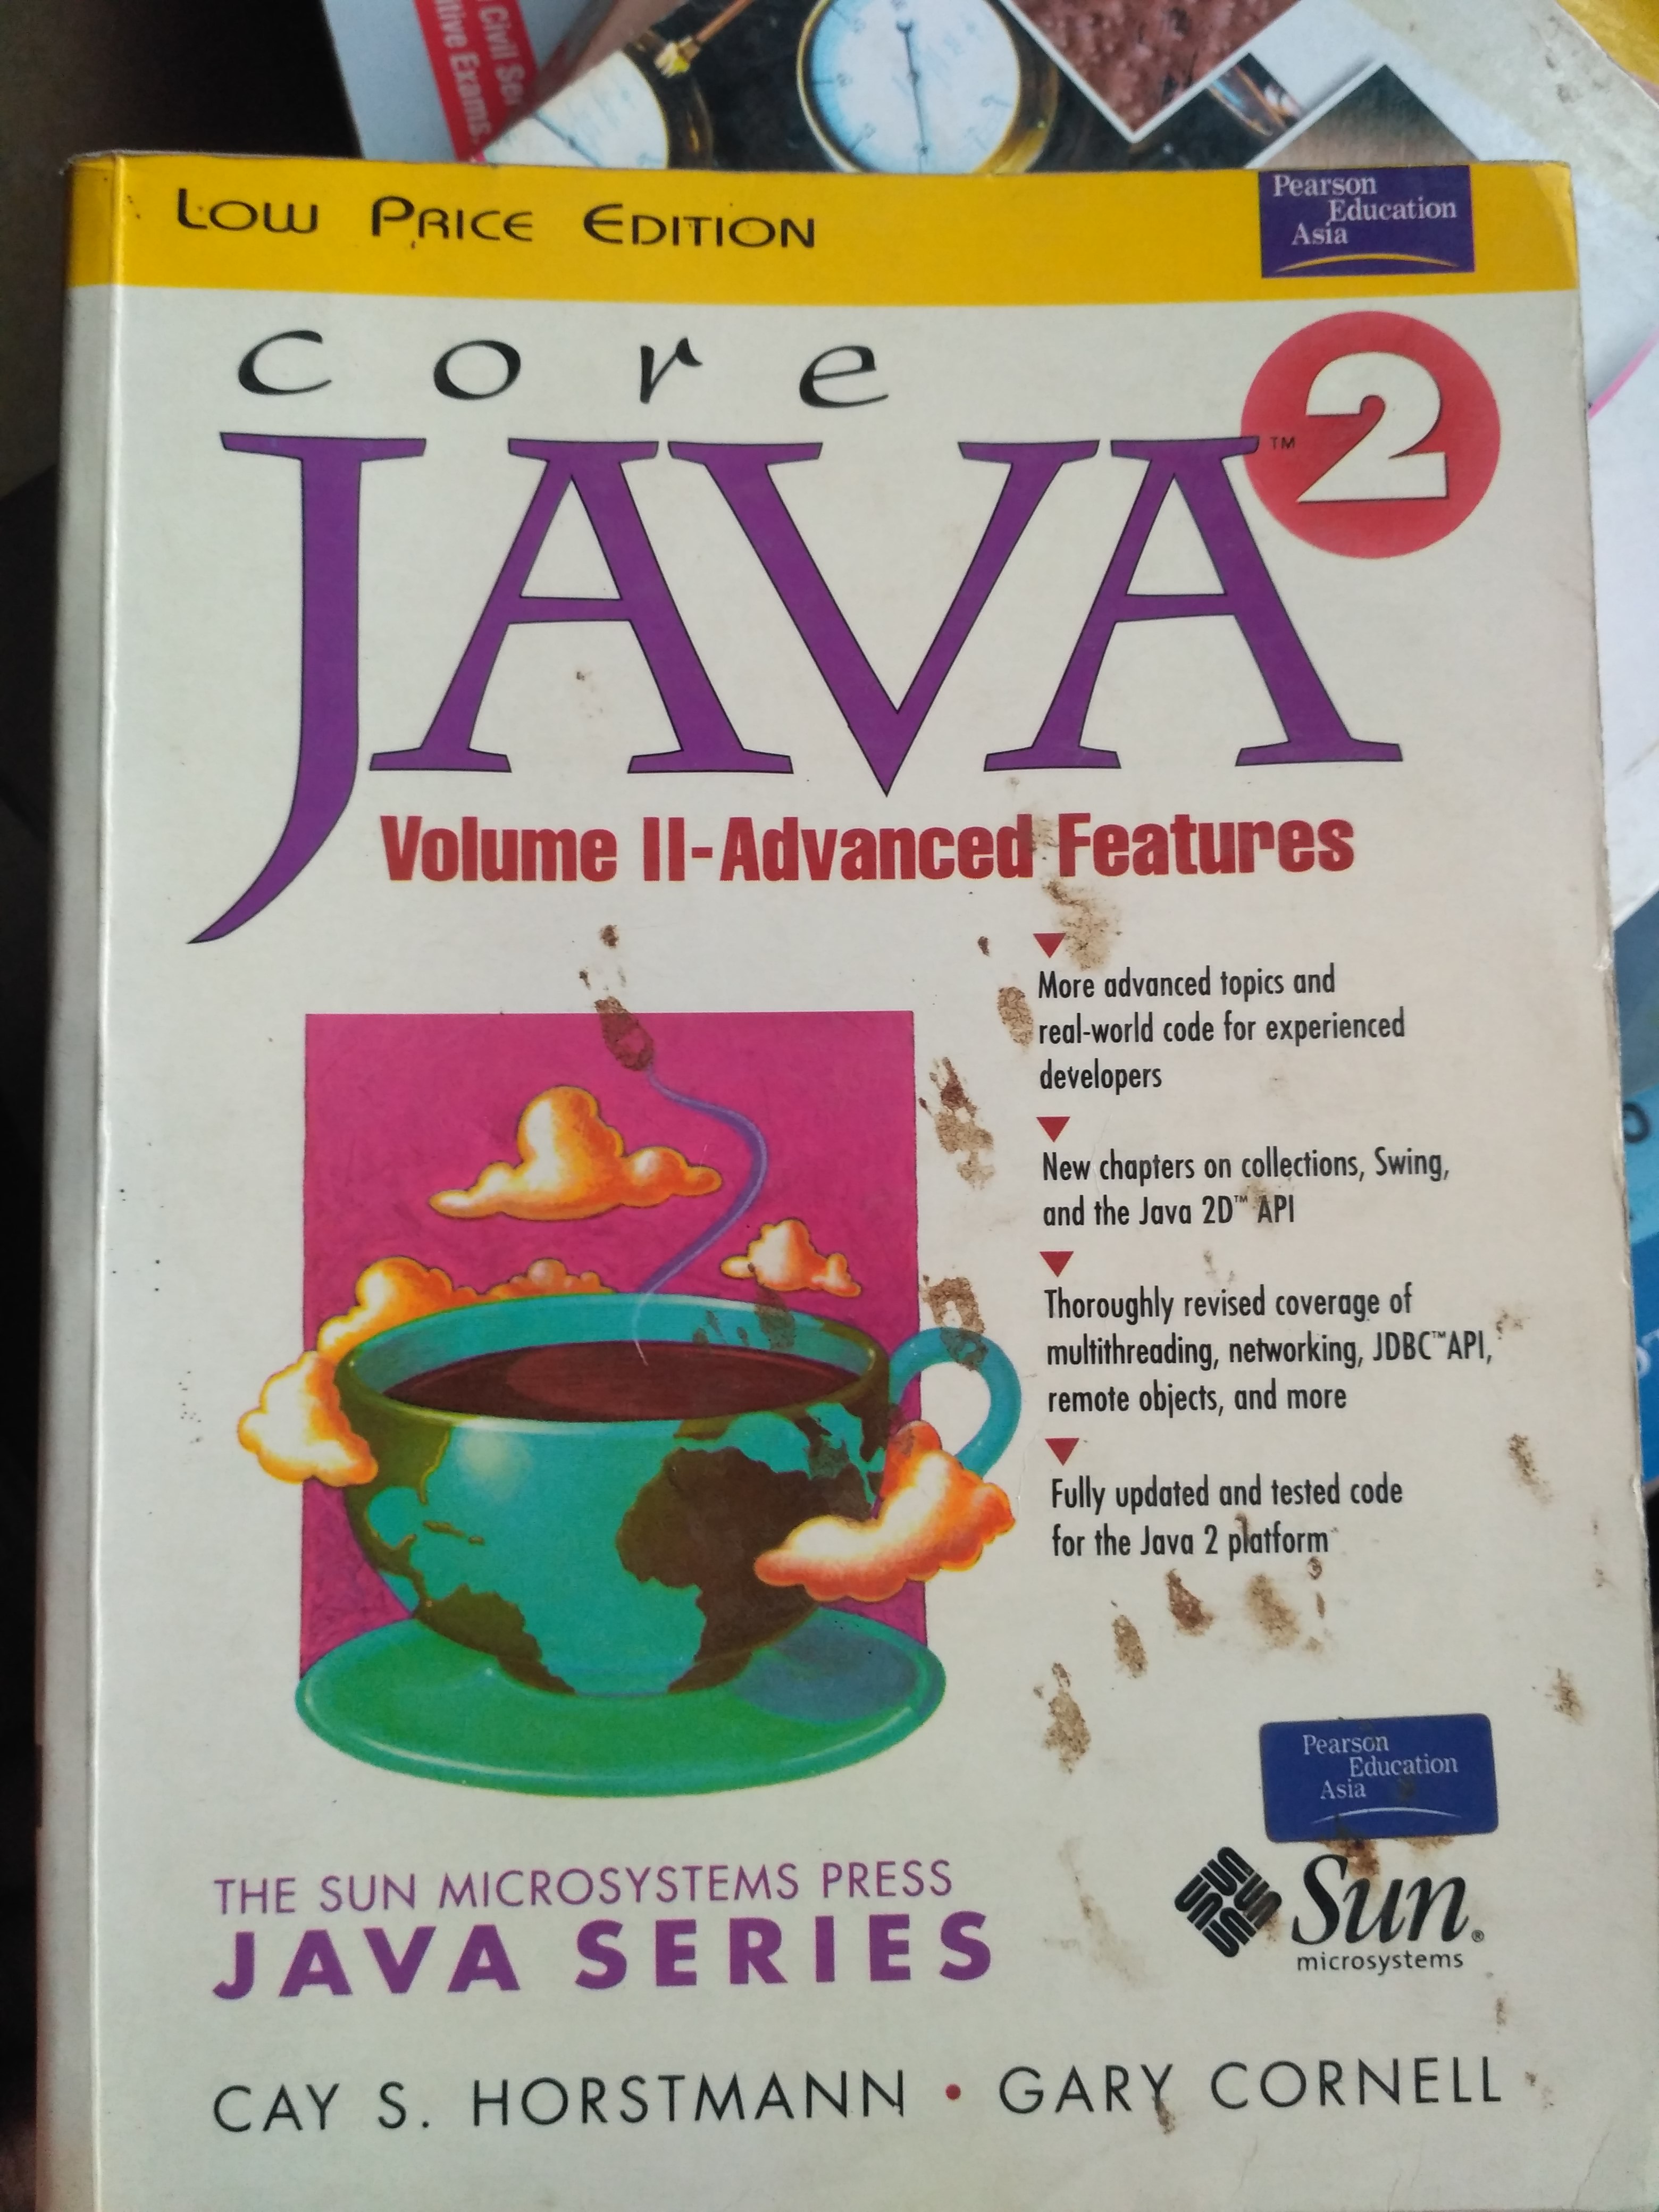 Civil Ser
tive Exams.
LOW PRICE EDITION
Pearson
Education
Asia
core
JAVA™ 2
Volume II-Advanced Features
More advanced topics and
real-world code for experienced
developers
New chapters on collections, Swing,
and the Java 2D™ API
Thoroughly revised coverage of
multithreading, networking, JDBC™ API,
remote objects, and more
Fully updated and tested code
for the Java 2 platform
Pearson
Education
Asia
THE SUN MICROSYSTEMS PRESS
JAVA SERIES
Sun®
microsystems
CAY S. HORSTMANN • GARY CORNELL